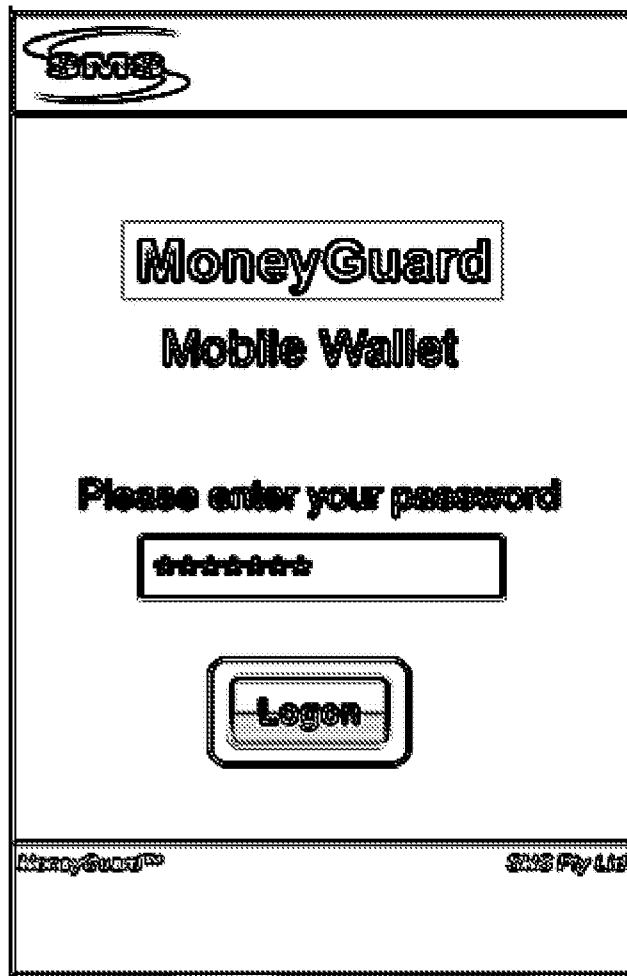 SMS
MoneyGuard
Mobile Wallet
Please enter your password
*******
Logon
MoneyGuard™ SMS Pty Ltd